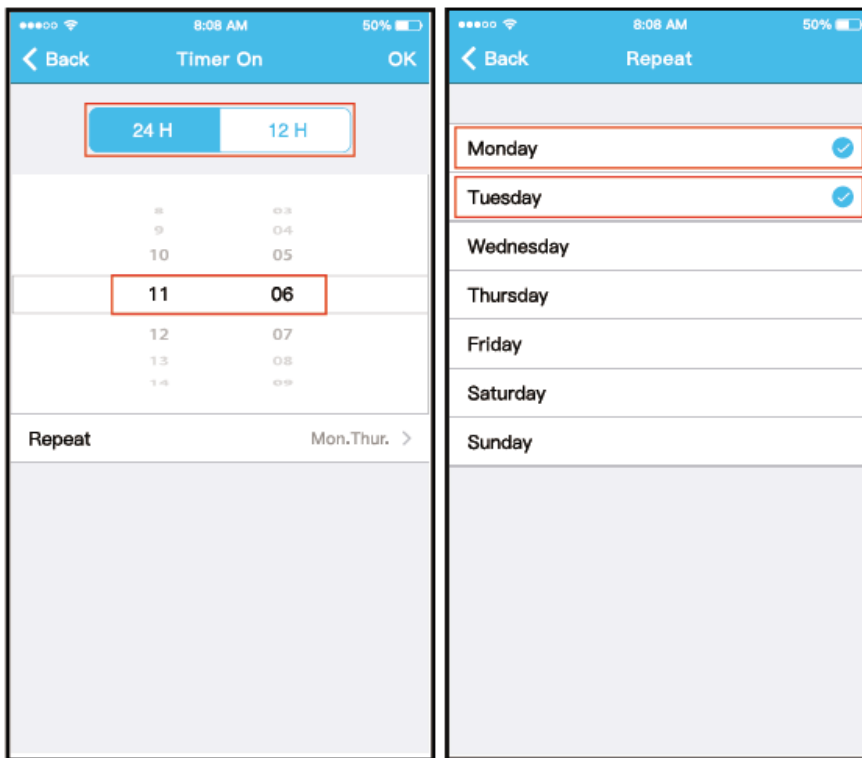 8:08 AM 50%
Back Timer On OK
24 H 12 H
8 03
9 04
10 05
11 06
12 07
13 08
14 09
Repeat Mon.Thur.
8:08 AM 50%
Back Repeat
Monday
Tuesday
Wednesday
Thursday
Friday
Saturday
Sunday